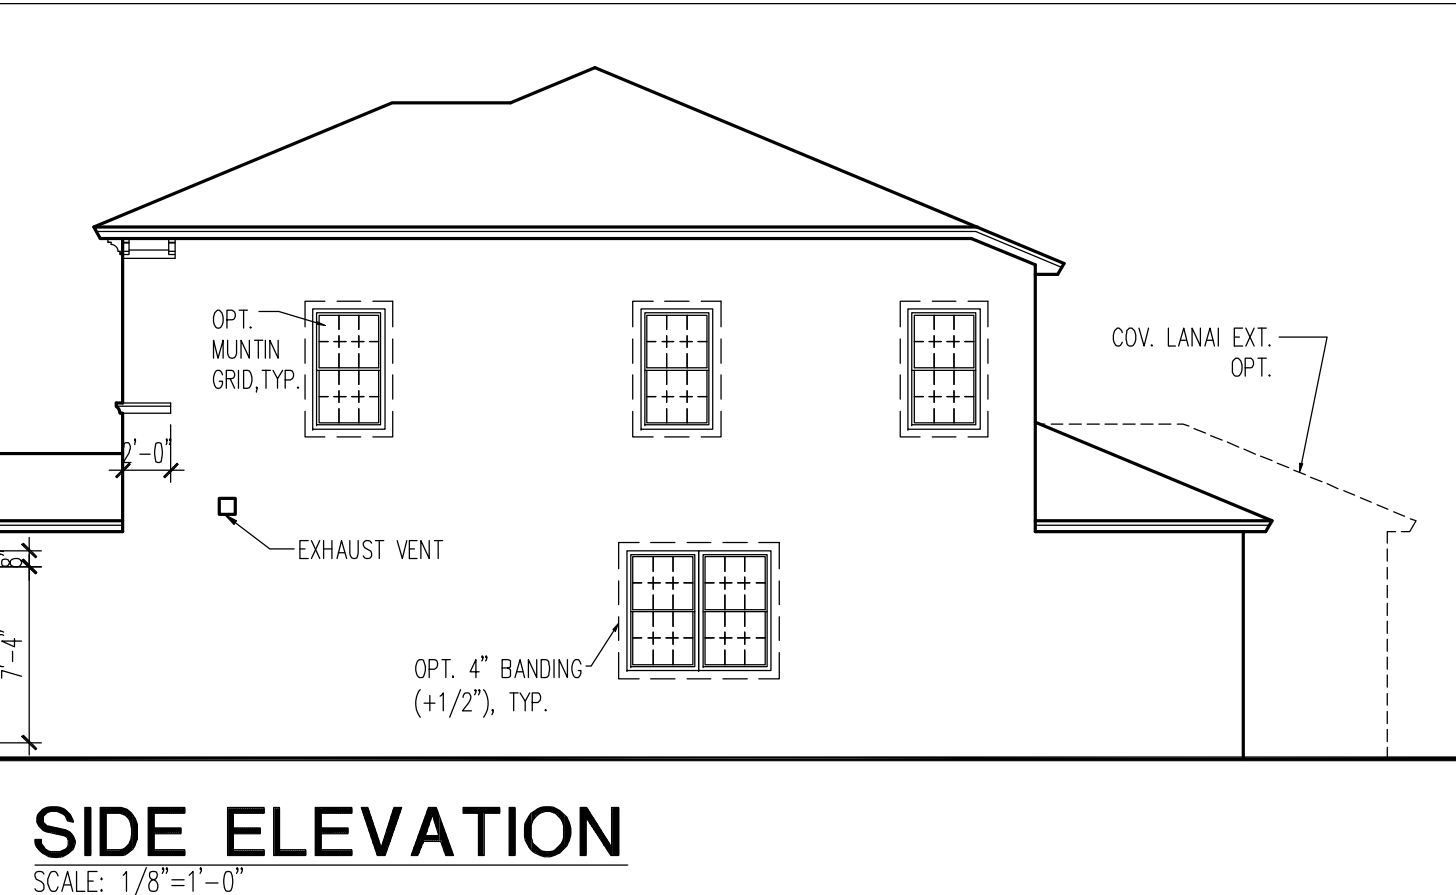 OPT.
MUNTIN
GRID,TYP.
COV. LANAI EXT.
OPT.
2'-0"
EXHAUST VENT
8"
7'-4"
OPT. 4" BANDING
(+1/2"), TYP.
SIDE ELEVATION
SCALE: 1/8"=1'-0"